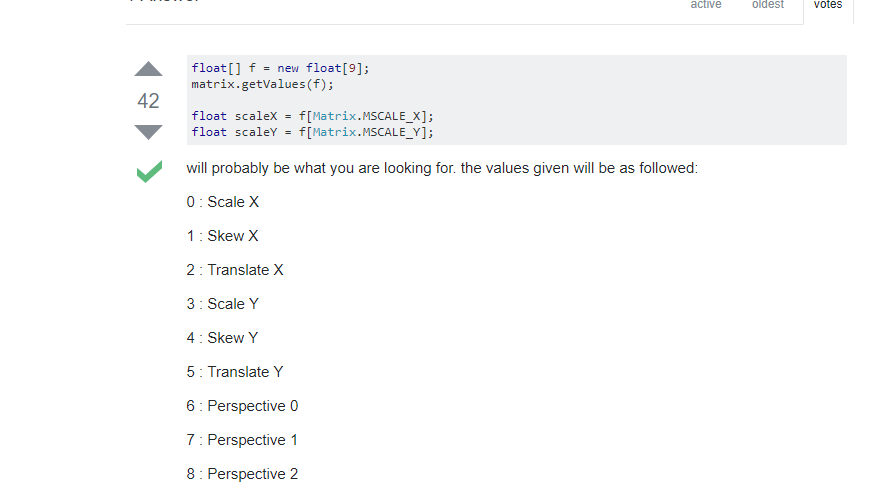 active oldest votes
float[] f = new float[9];
matrix.getValues(f);
42
float scaleX = f[Matrix.MSCALE_X];
float scaleY = f[Matrix.MSCALE_Y];
will probably be what you are looking for. the values given will be as followed:
0 : Scale X
1 : Skew X
2 : Translate X
3 : Scale Y
4 : Skew Y
5 : Translate Y
6 : Perspective 0
7 : Perspective 1
8 : Perspective 2